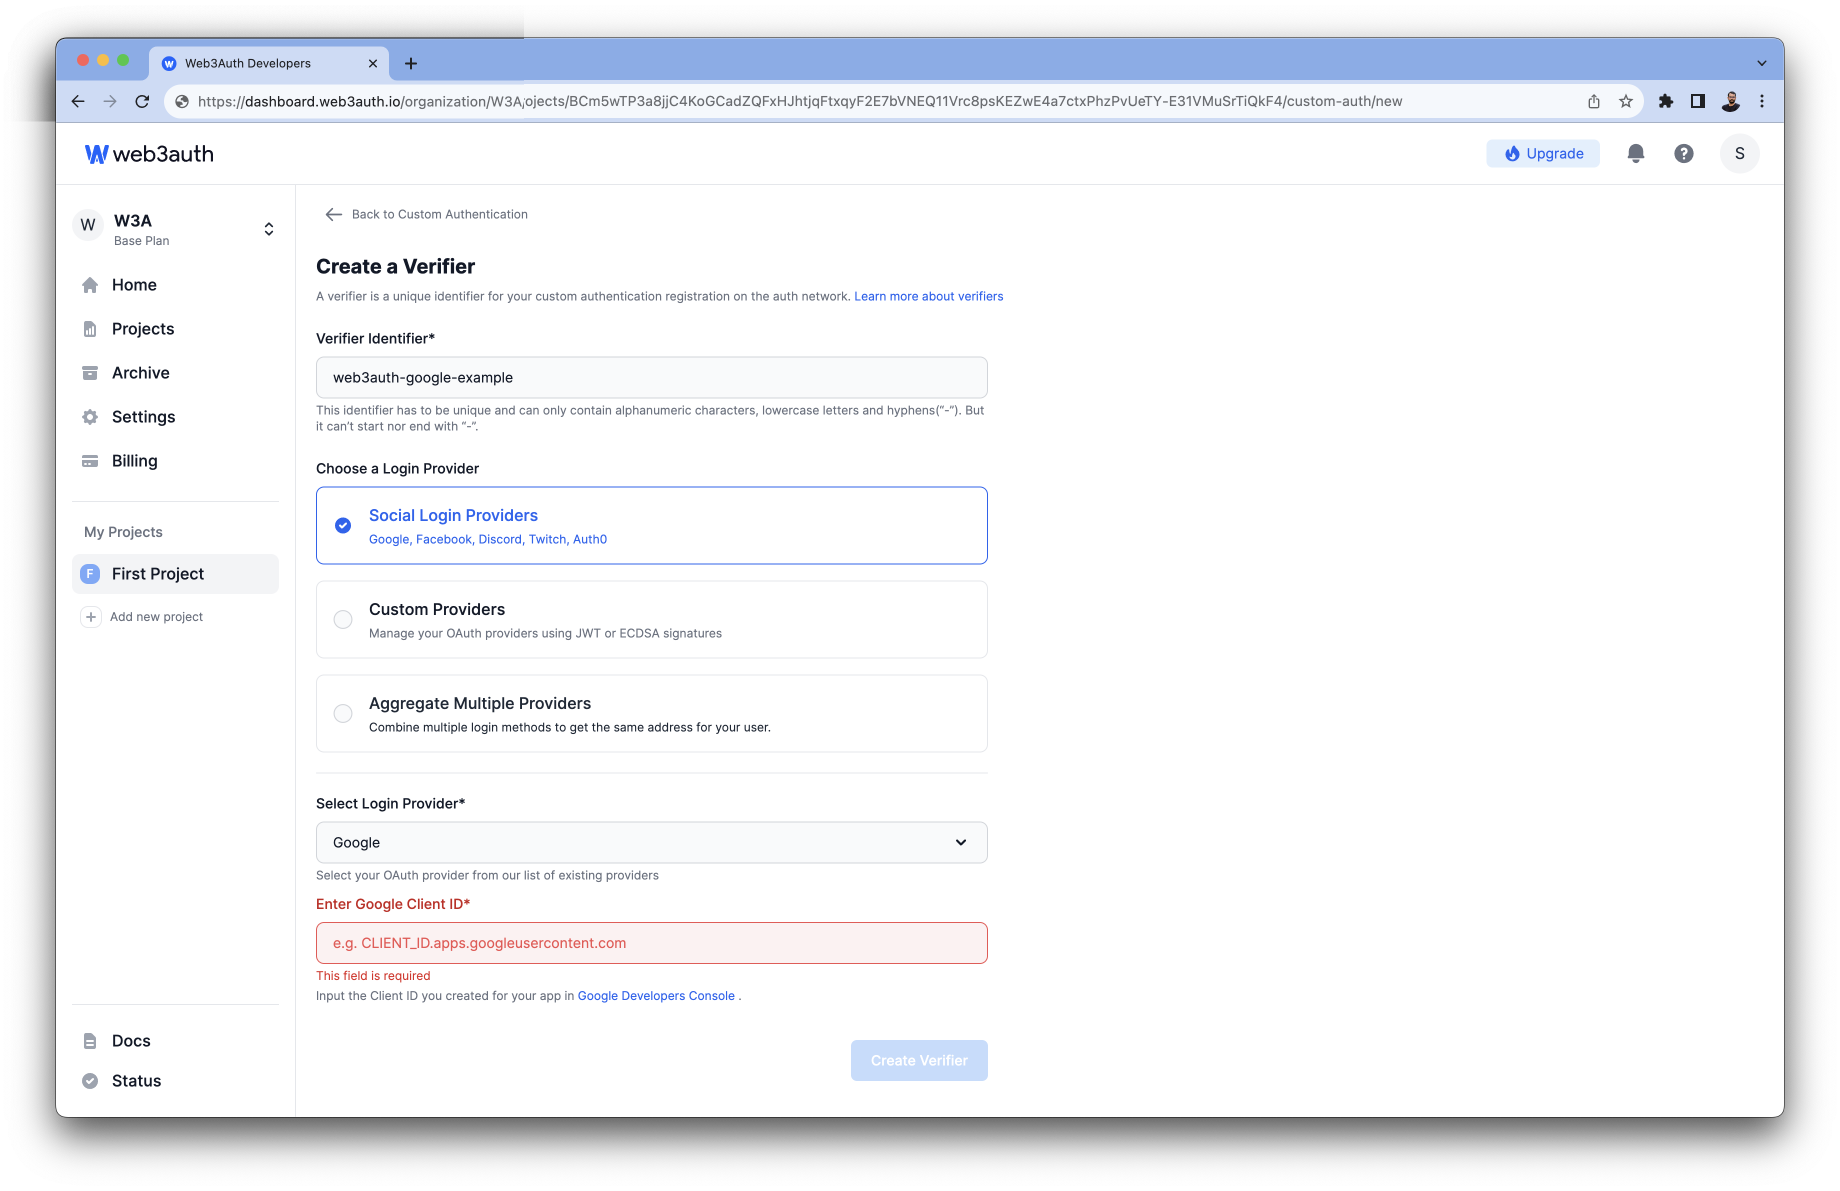 Web3Auth Developers
https://dashboard.web3auth.io/organization/W3A/ojects/BCm5wTP3a8jjC4KoGCadZQFxHJhtjqFtxqyF2E7bVNEQ11Vrc8psKEZwE4a7ctxPhzPvUeTY-E31VMuSrTiQkF4/custom-auth/new
web3auth
Upgrade
S
W
W3A
Base Plan
Home
Projects
Archive
Settings
Billing
My Projects
F
First Project
Add new project
Docs
Status
Back to Custom Authentication
Create a Verifier
A verifier is a unique identifier for your custom authentication registration on the auth network. Learn more about verifiers
Verifier Identifier*
web3auth-google-example
This identifier has to be unique and can only contain alphanumeric characters, lowercase letters and hyphens(“-”). But
it can’t start nor end with “-”.
Choose a Login Provider
Social Login Providers
Google, Facebook, Discord, Twitch, Auth0
Custom Providers
Manage your OAuth providers using JWT or ECDSA signatures
Aggregate Multiple Providers
Combine multiple login methods to get the same address for your user.
Select Login Provider*
Google
Select your OAuth provider from our list of existing providers
Enter Google Client ID*
e.g. CLIENT_ID.apps.googleusercontent.com
This field is required
Input the Client ID you created for your app in Google Developers Console .
Create Verifier